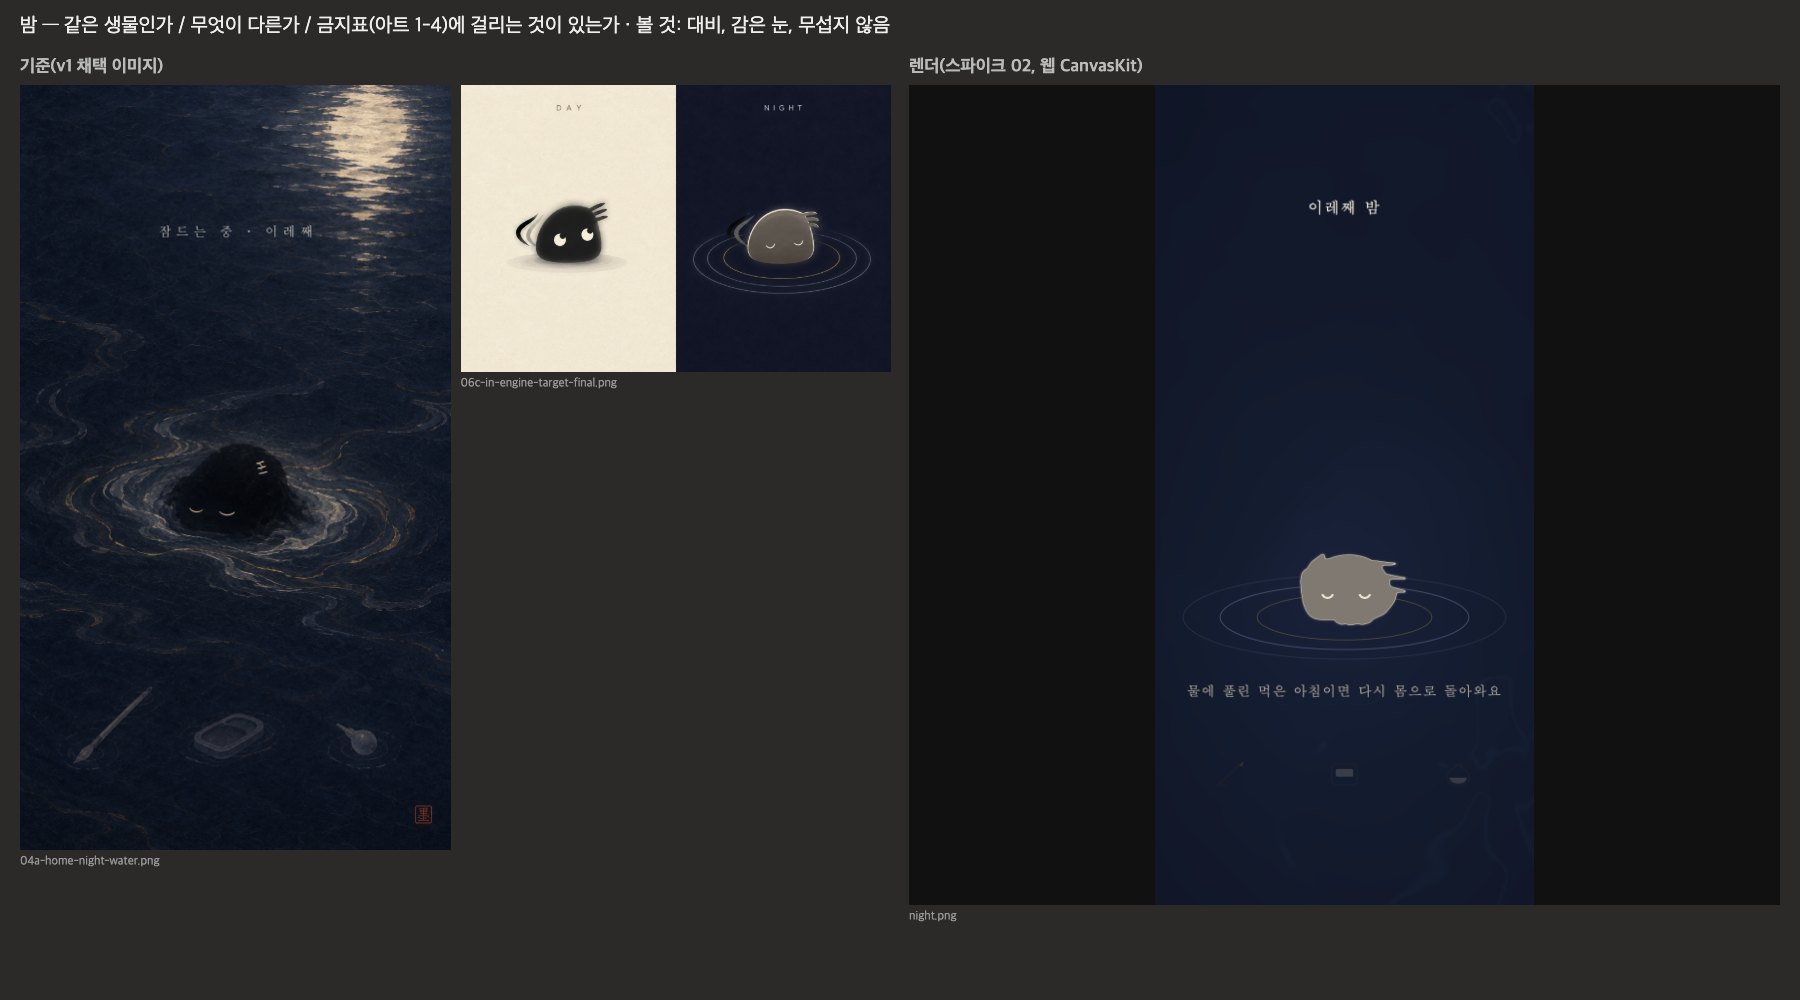 밤 — 같은 생물인가 / 무엇이 다른가 / 금지표(아트 1-4)에 걸리는 것이 있는가 · 볼 것: 대비, 감은 눈, 무섭지 않음
기준(v1 채택 이미지)
렌더(스파이크 02, 웹 CanvasKit)
DAY
NIGHT
잠드는 중 · 이레째
이레째 밤
06c-in-engine-target-final.png
물에 풀린 먹은 아침이면 다시 몸으로 돌아와요
墨
04a-home-night-water.png
night.png